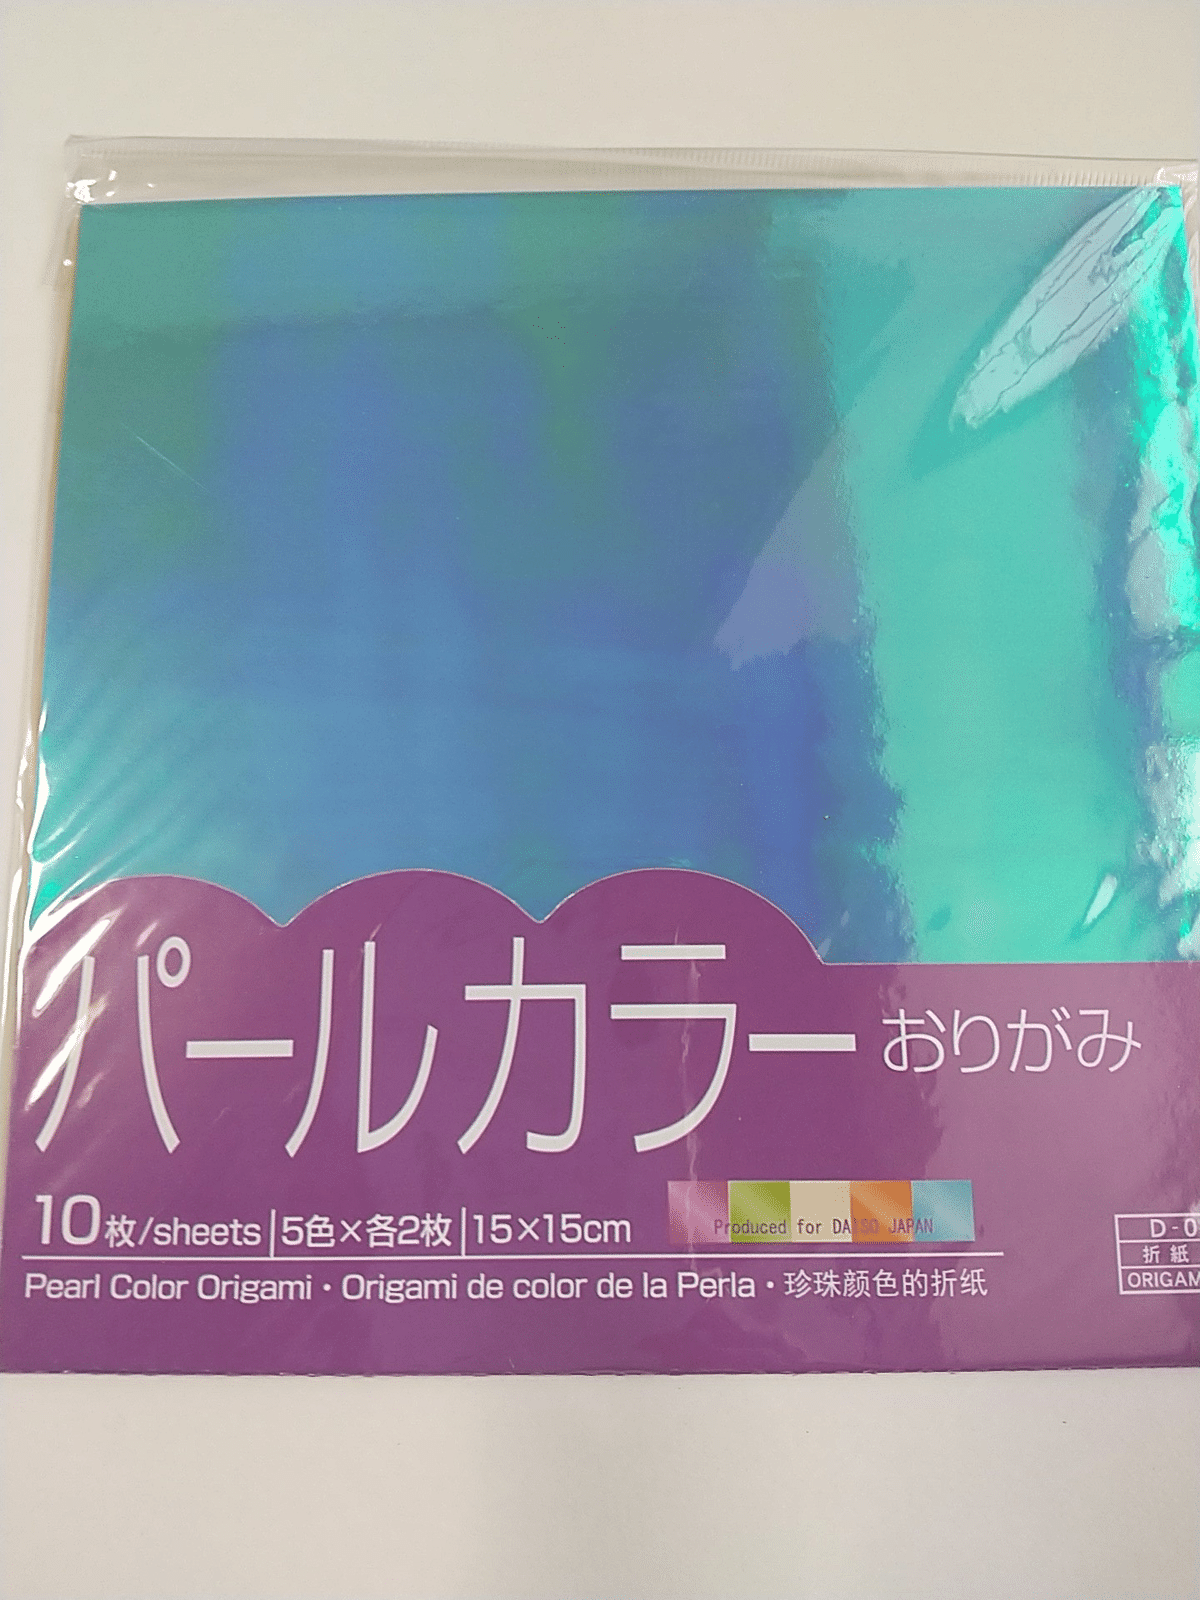 パールカラーおりがみ
10枚/sheets|5色×各2枚|15×15cm
Produced for DAISO JAPAN
Pearl Color Origami・Origami de color de la Perla・珍珠颜色的折纸
D-0
折紙
ORIGAM